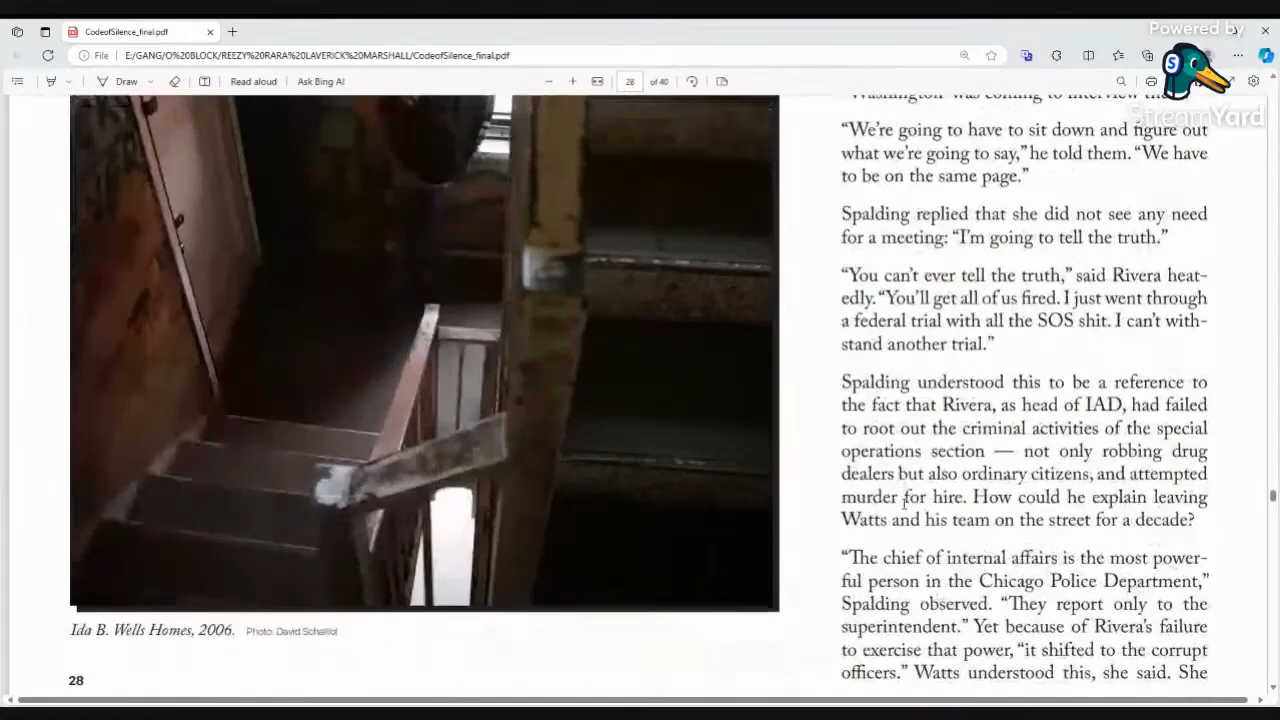 Powered by
CodeofSilence_final.pdf
File
E:/GANG/O%20BLOCK/REEZY%20RARA%20LAVERICK%20MARSHALL/CodeofSilence_final.pdf
Draw
Read aloud
Ask Bing AI
28
of 40
S
StreamYard
"Washington" was coming to interview
“We’re going to have to sit down and figure out
what we’re going to say,” he told them. “We have
to be on the same page.”
Spalding replied that she did not see any need
for a meeting: “I’m going to tell the truth.”
“You can’t ever tell the truth,” said Rivera heat-
edly. “You’ll get all of us fired. I just went through
a federal trial with all the SOS shit. I can’t with-
stand another trial.”
Spalding understood this to be a reference to
the fact that Rivera, as head of IAD, had failed
to root out the criminal activities of the special
operations section — not only robbing drug
dealers but also ordinary citizens, and attempted
murder for hire. How could he explain leaving
Watts and his team on the street for a decade?
“The chief of internal affairs is the most power-
ful person in the Chicago Police Department,”
Spalding observed. “They report only to the
superintendent.” Yet because of Rivera’s failure
to exercise that power, “it shifted to the corrupt
officers.” Watts understood this, she said. She
Ida B. Wells Homes, 2006.
Photo: David Schalliol
28